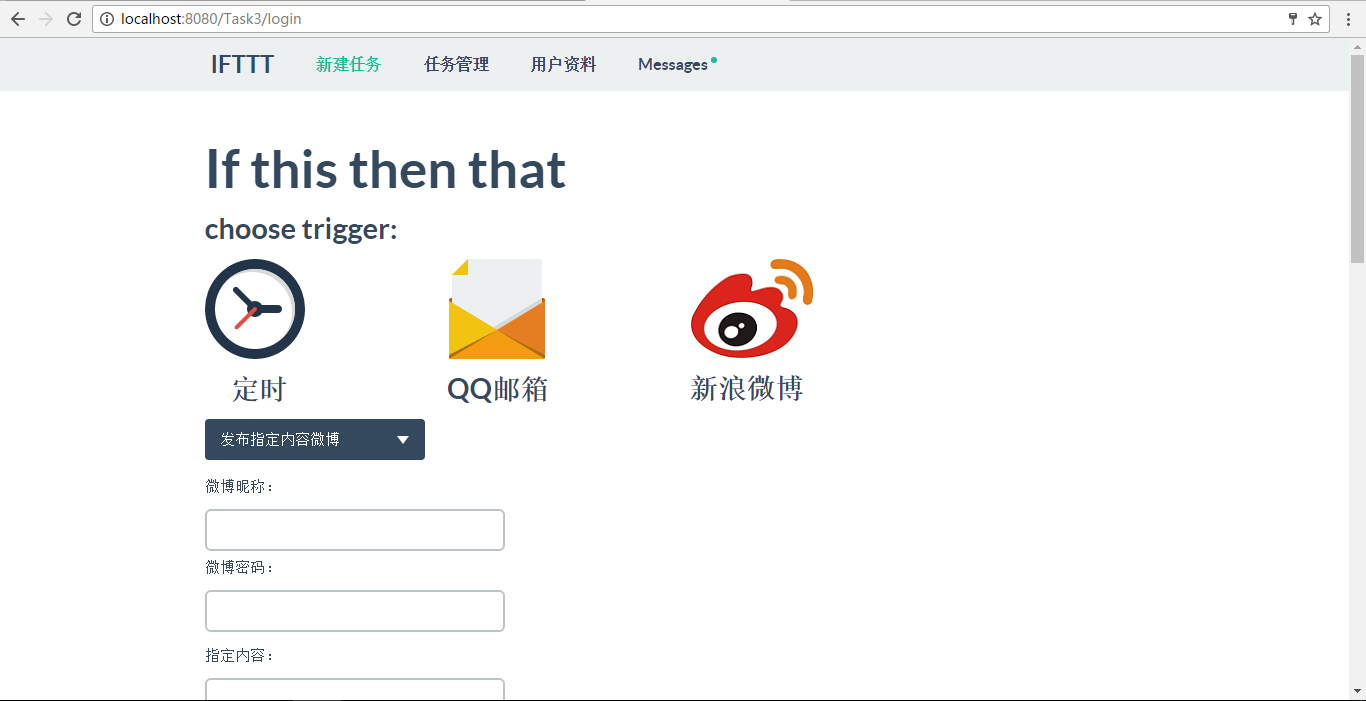 localhost:8080/Task3/login
IFTTT 新建任务 任务管理 用户资料 Messages
If this then that
choose trigger:
定时 QQ邮箱 新浪微博
发布指定内容微博
微博昵称：
微博密码：
指定内容：